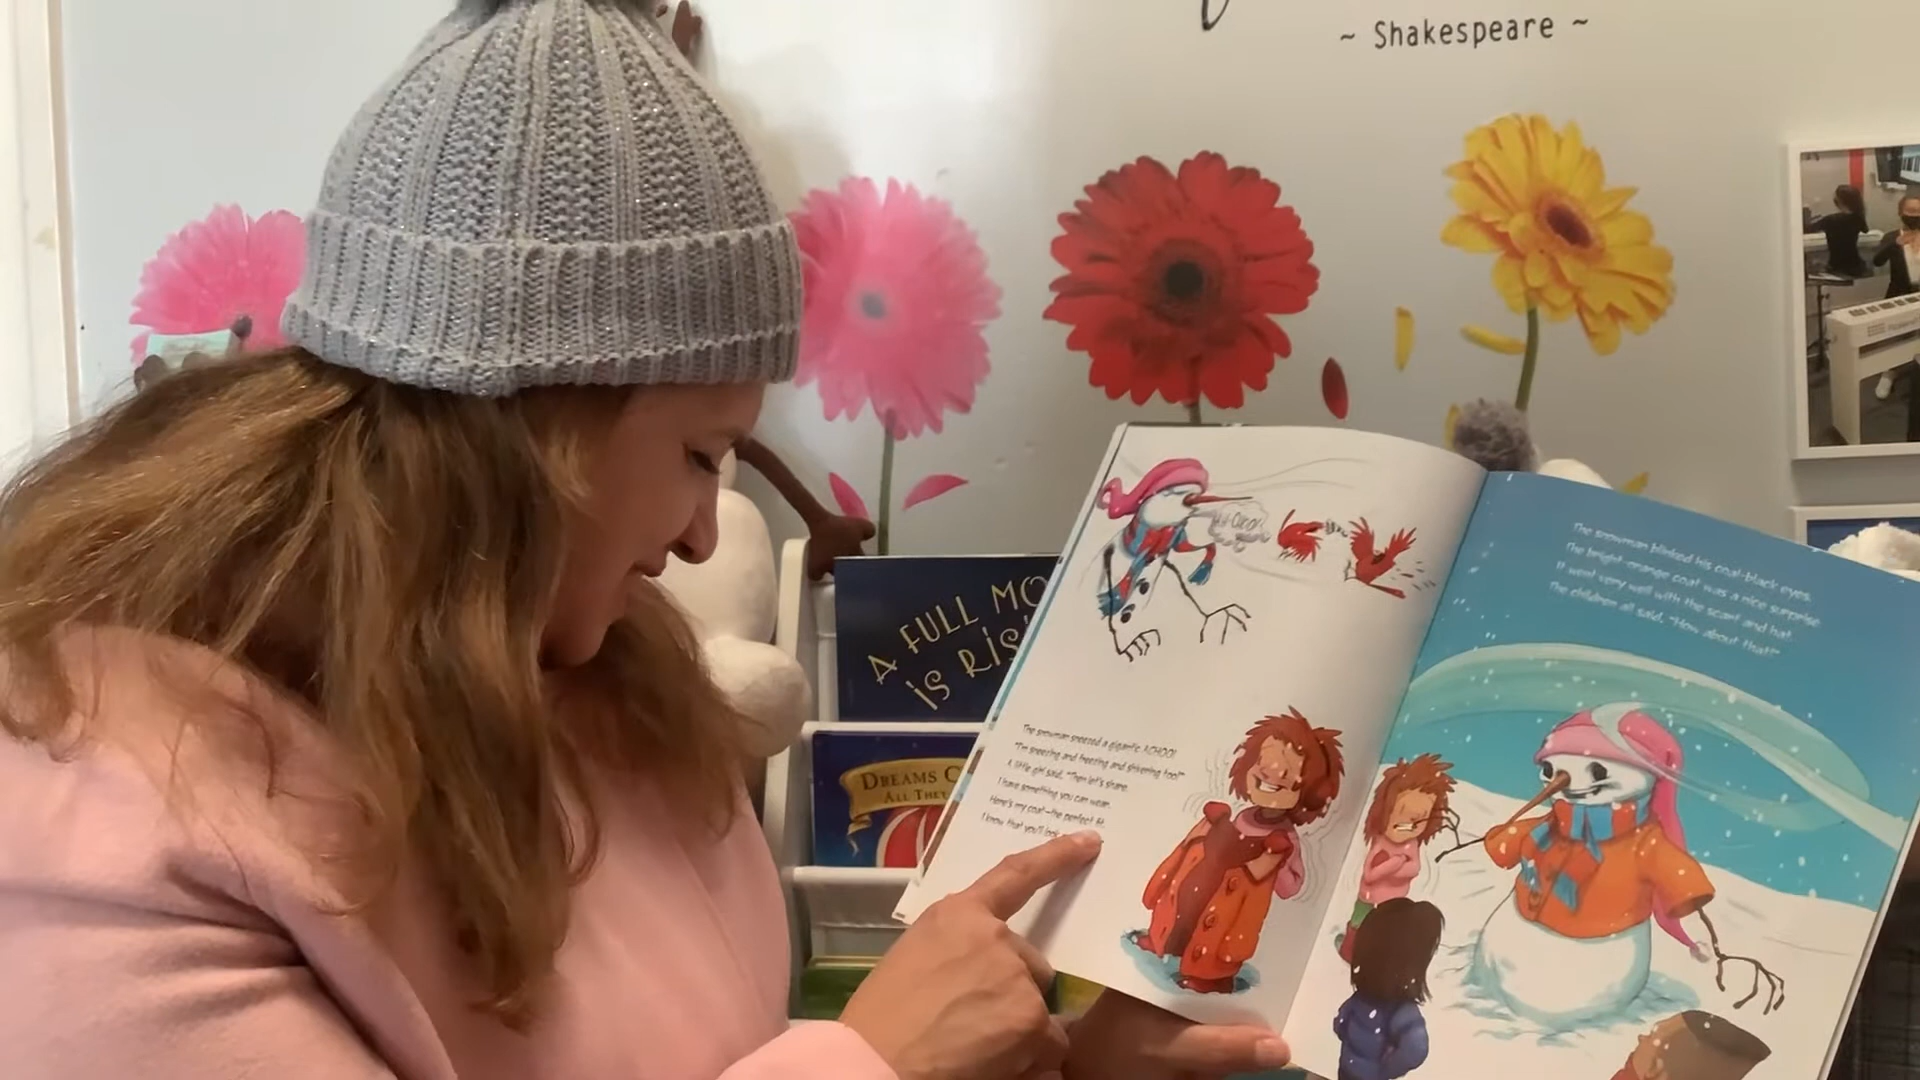 ~ Shakespeare ~
A FULL MO
is Risi
DREAMS C
ALL THEY
The snowman sneezed a gigantic ACHOO!
"I'm sneezing and freezing and shivering too!"
A little girl said, "Then let's share.
I have something you can wear.
Here's my coat—the perfect fit.
I know that you'll look
The snowman blinked his coal-black eyes.
The bright-orange coat was a nice surprise.
It went very well with the scarf and hat.
The children all said, "How about that!"